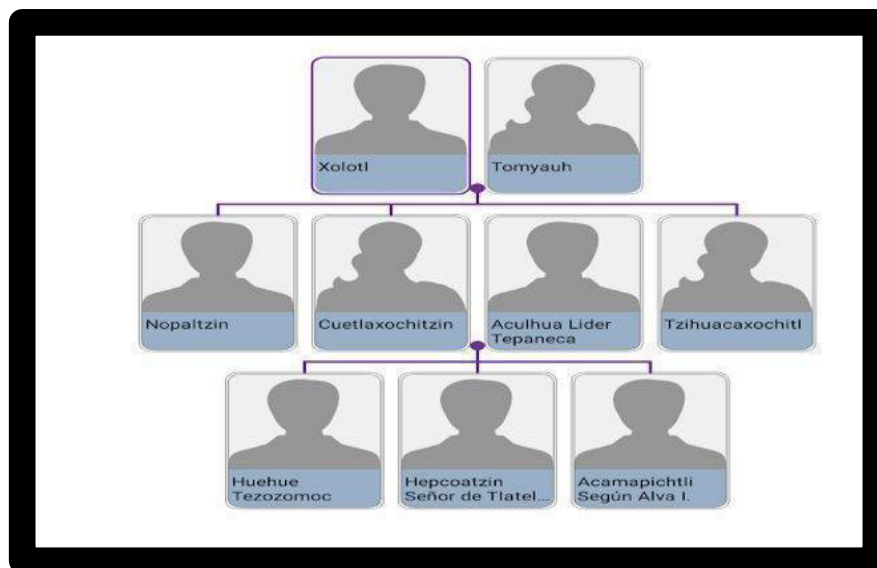 Xolotl
Tomyauh
Nopaltzin
Cuetlaxochitzin
Aculhua Lider
Tepaneca
Tzihuacaxochitl
Huehue
Tezozomoc
Hepcoatzin
Señor de Tlatel...
Acamapichtli
Según Alva I.